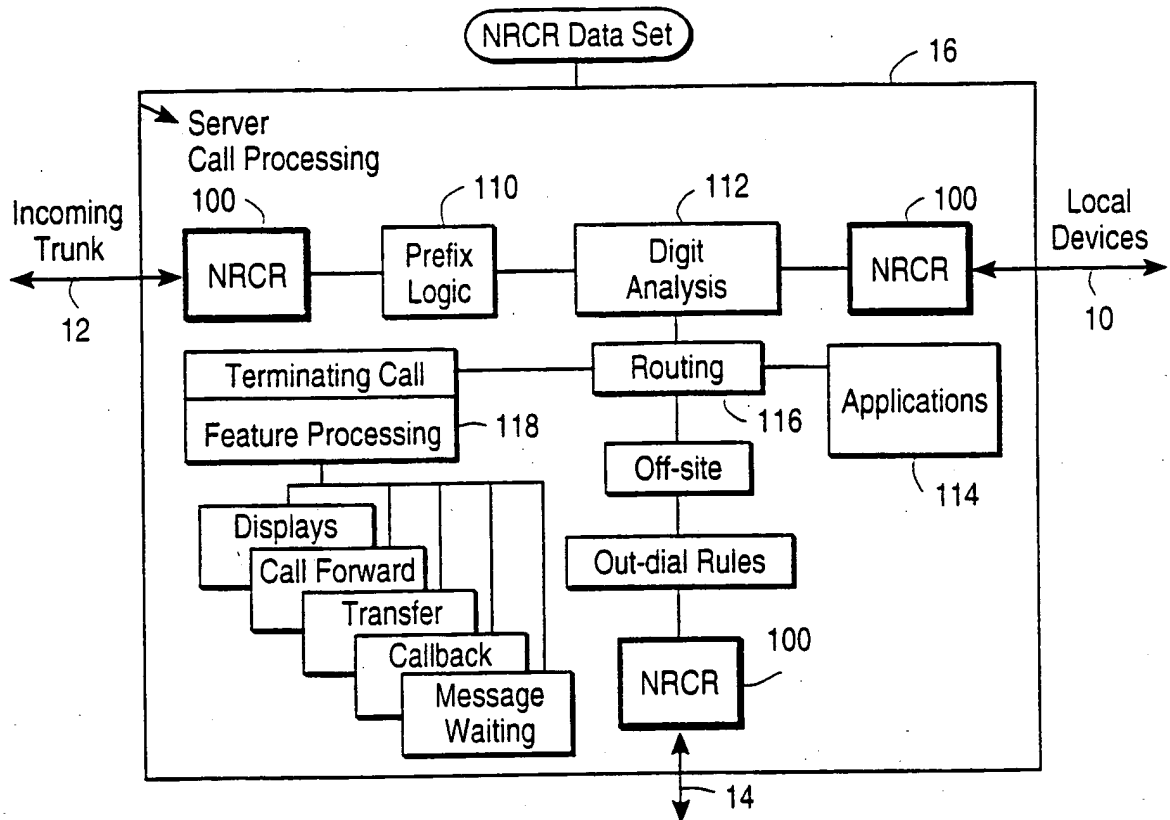 NRCR Data Set
16
Server
Call Processing
100
110
112
100
Incoming
Trunk
Local
Devices
NRCR
Prefix
Logic
Digit
Analysis
NRCR
12
10
Terminating Call
Feature Processing
118
Routing
116
Applications
114
Off-site
Displays
Call Forward
Transfer
Callback
Message
Waiting
Out-dial Rules
100
NRCR
14